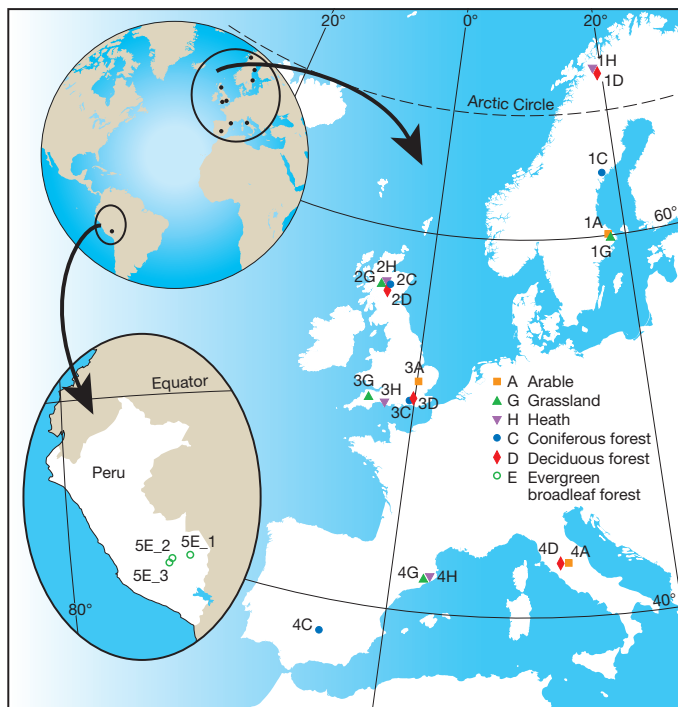 20°
0°
20°
1H
1D
Arctic Circle
1C
60°
1A
1G
2H
2G
2C
2D
3A
3G
3H
3D
3C
A Arable
G Grassland
H Heath
C Coniferous forest
D Deciduous forest
E Evergreen
broadleaf forest
Equator
Peru
5E_1
5E_2
5E_3
80°
4D
4A
4G
4H
40°
4C